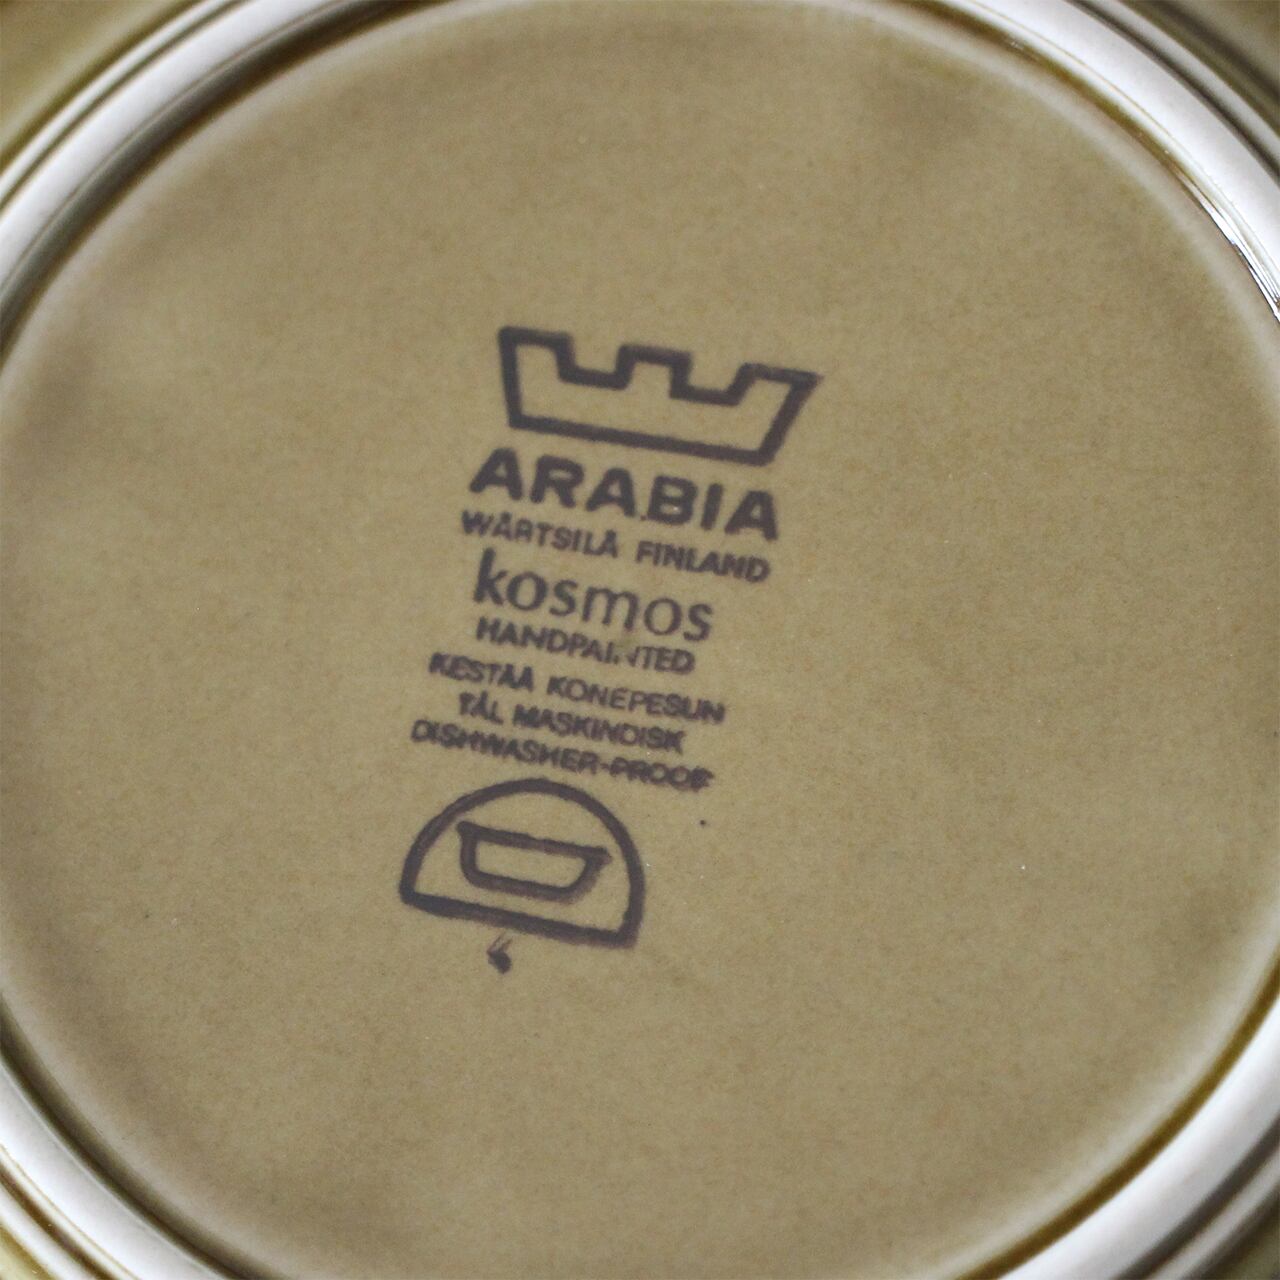 ARABIA
WÄRTSILÄ FINLAND
kosmos
HANDPAINTED
KESTÄÄ KONEPESUN
TÅL MASKINDISK
DISHWASHER-PROOF